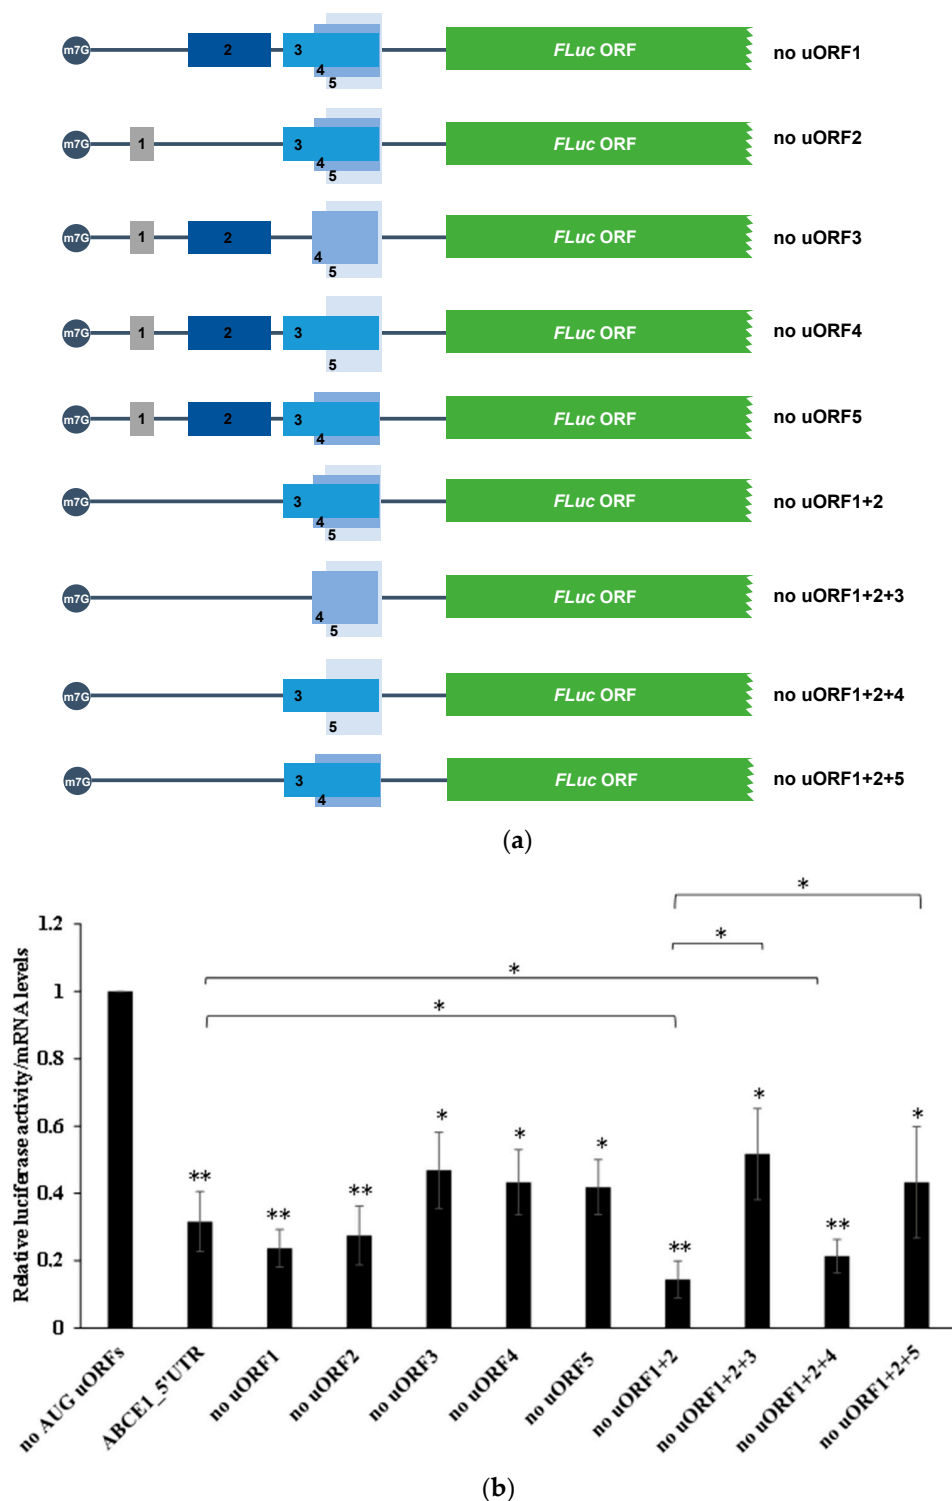 m7G 2 3 4 5 FLuc ORF no uORF1
m7G 1 3 4 5 FLuc ORF no uORF2
m7G 1 2 4 5 FLuc ORF no uORF3
m7G 1 2 3 5 FLuc ORF no uORF4
m7G 1 2 3 4 FLuc ORF no uORF5
m7G 3 4 5 FLuc ORF no uORF1+2
m7G 4 5 FLuc ORF no uORF1+2+3
m7G 3 5 FLuc ORF no uORF1+2+4
m7G 3 4 FLuc ORF no uORF1+2+5
(a)
Relative luciferase activity/mRNA levels
1.2
1
0.8
0.6
0.4
0.2
0
*
*
*
*
** ** ** * * * ** * ** *
no AUG uORFs
ABCE1_5'UTR
no uORF1
no uORF2
no uORF3
no uORF4
no uORF5
no uORF1+2
no uORF1+2+3
no uORF1+2+4
no uORF1+2+5
(b)